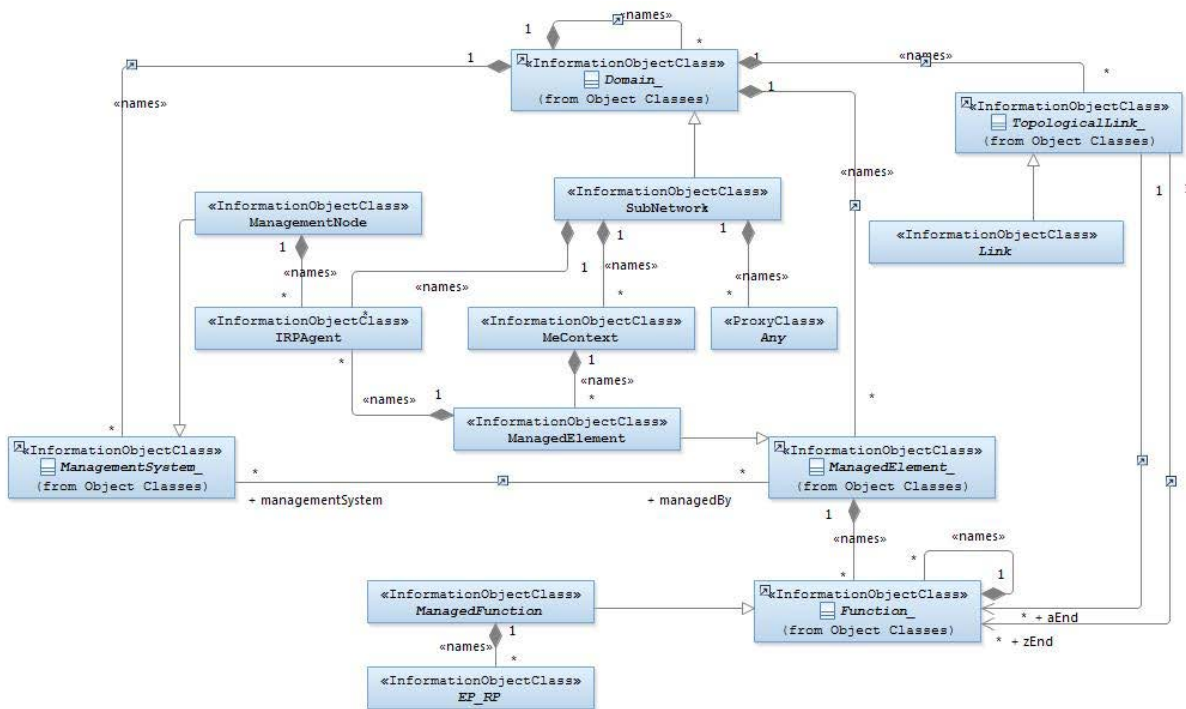 «names»
1
*
1
1
«names»
*
«InformationObjectClass»
Domain_
(from Object Classes)
1
«names»
«InformationObjectClass»
TopologicalLink_
(from Object Classes)
«names»
1
«InformationObjectClass»
SubNetwork
«InformationObjectClass»
ManagementNode
«InformationObjectClass»
Link
1
«names»
*
1
«names»
*
1
«names»
*
1
*
«InformationObjectClass»
IRPAgent
*
«InformationObjectClass»
MeContext
1
«names»
*
«ProxyClass»
Any
«names»
1
«InformationObjectClass»
ManagedElement
*
*
«InformationObjectClass»
ManagementSystem_
(from Object Classes)
*
+ managementSystem
*
+ managedBy
«InformationObjectClass»
ManagedElement_
(from Object Classes)
1
«names»
*
«names»
*
1
«InformationObjectClass»
ManagedFunction
«InformationObjectClass»
Function_
(from Object Classes)
* + aEnd
* + zEnd
1
«names»
*
«InformationObjectClass»
EP_RP